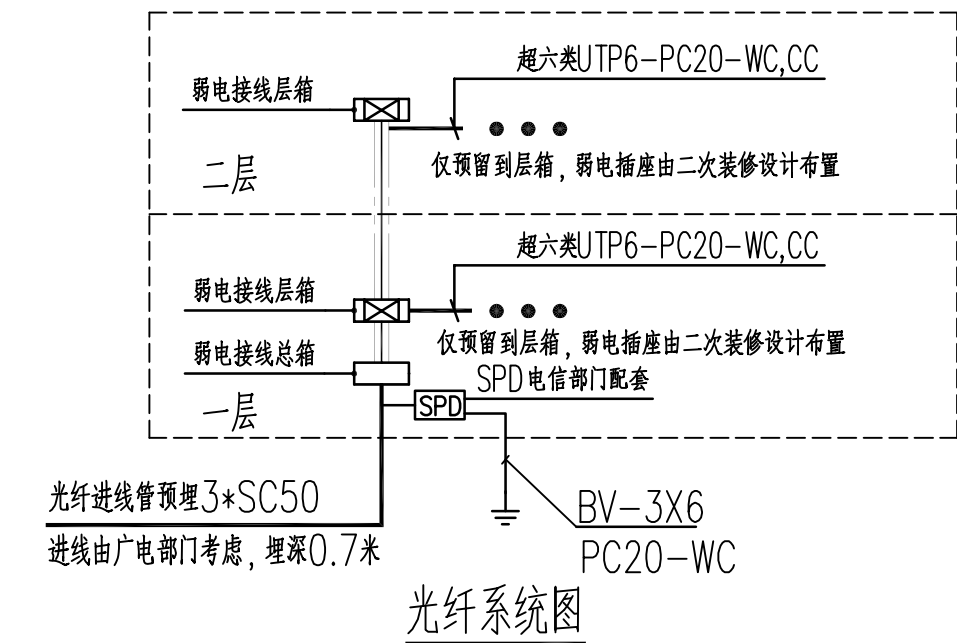 超六类UTP6-PC20-WC,CC
弱电接线层箱
仅预留到层箱,弱电插座由二次装修设计布置
二层
超六类UTP6-PC20-WC,CC
弱电接线层箱
仅预留到层箱,弱电插座由二次装修设计布置
弱电接线总箱
SPD电信部门配套
SPD
一层
光纤进线管预埋3*SC50
BV-3X6
进线由广电部门考虑,埋深0.7米
PC20-WC
光纤系统图